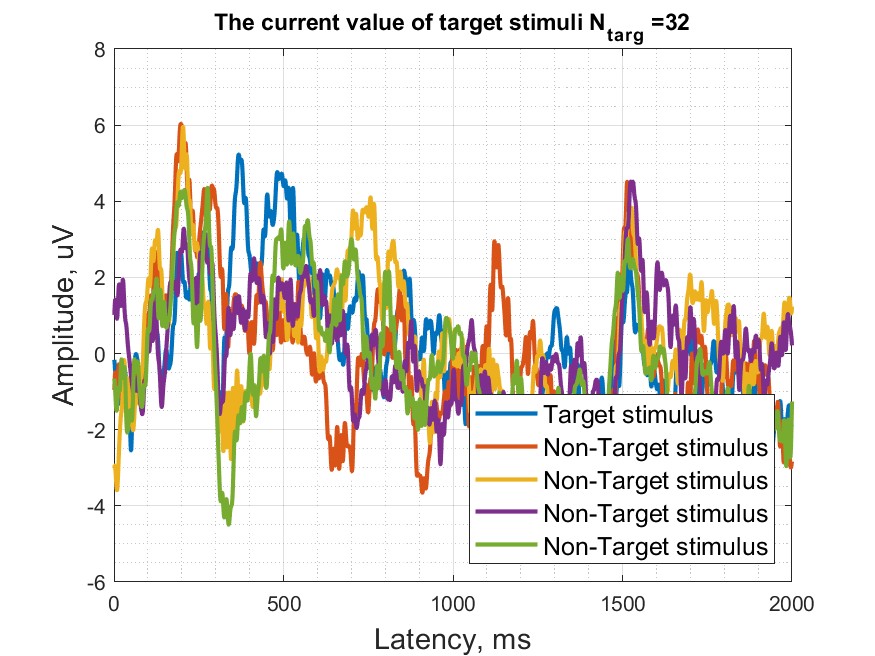 The current value of target stimuli N_targ =32
8
6
4
2
0
-2
-4
-6
Amplitude, uV
Target stimulus
Non-Target stimulus
Non-Target stimulus
Non-Target stimulus
Non-Target stimulus
0 500 1000 1500 2000
Latency, ms